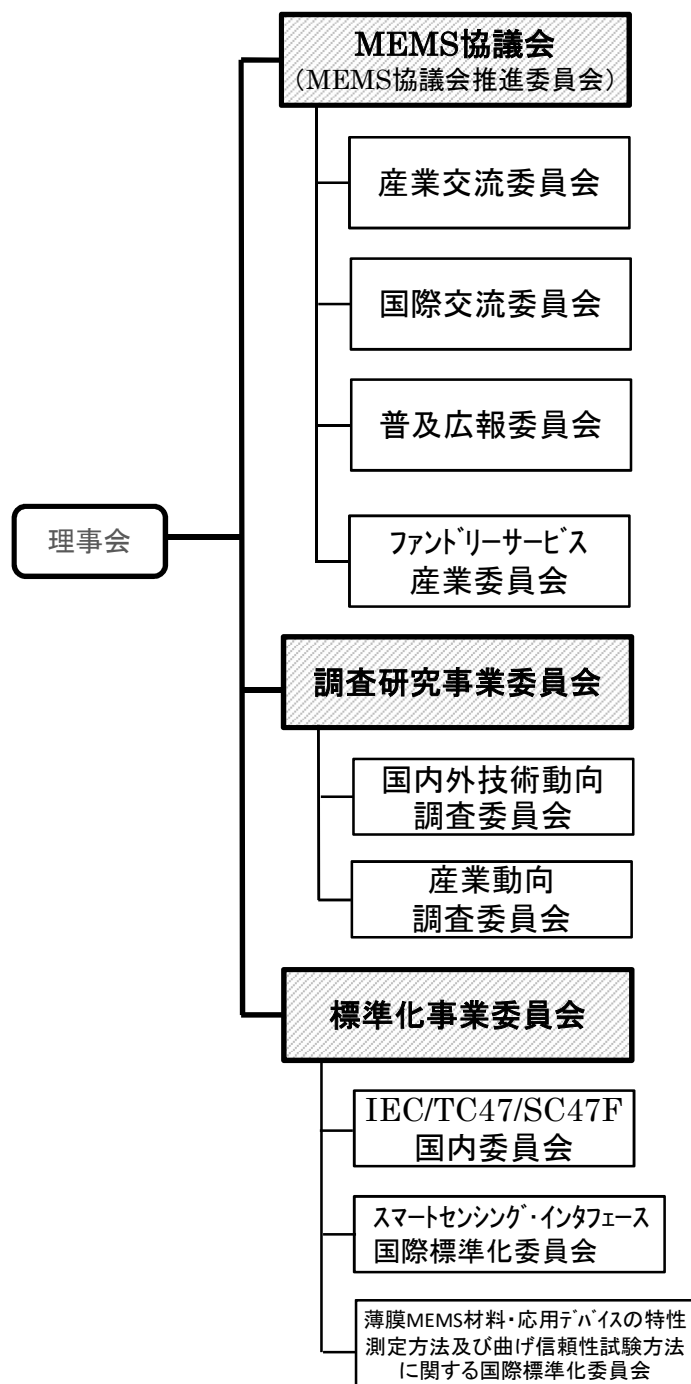 MEMS協議会
（MEMS協議会推進委員会）
産業交流委員会
国際交流委員会
普及広報委員会
ﾌｧﾝﾄﾞﾘｰｻｰﾋﾞｽ
産業委員会
理事会
調査研究事業委員会
国内外技術動向
調査委員会
産業動向
調査委員会
標準化事業委員会
IEC/TC47/SC47F
国内委員会
ｽﾏｰﾄｾﾝｼﾝｸﾞ･ｲﾝﾀﾌｪｰｽ
国際標準化委員会
薄膜MEMS材料・応用ﾃﾞﾊﾞｲｽの特性
測定方法及び曲げ信頼性試験方法
に関する国際標準化委員会